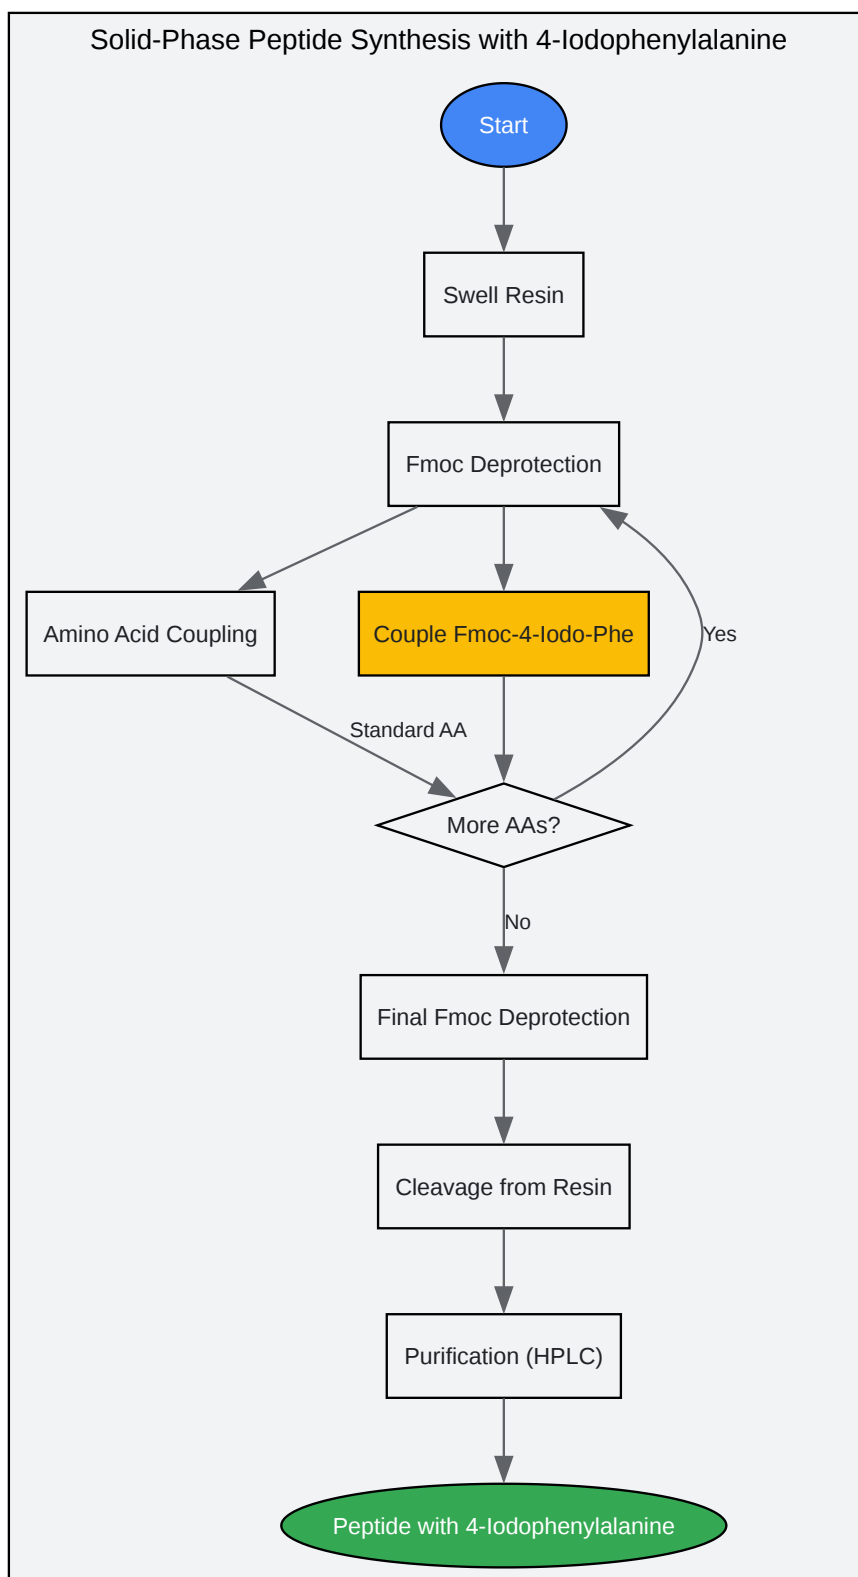 Solid-Phase Peptide Synthesis with 4-Iodophenylalanine
Start
Swell Resin
Fmoc Deprotection
Amino Acid Coupling
Couple Fmoc-4-Iodo-Phe
Yes
Standard AA
More AAs?
No
Final Fmoc Deprotection
Cleavage from Resin
Purification (HPLC)
Peptide with 4-Iodophenylalanine